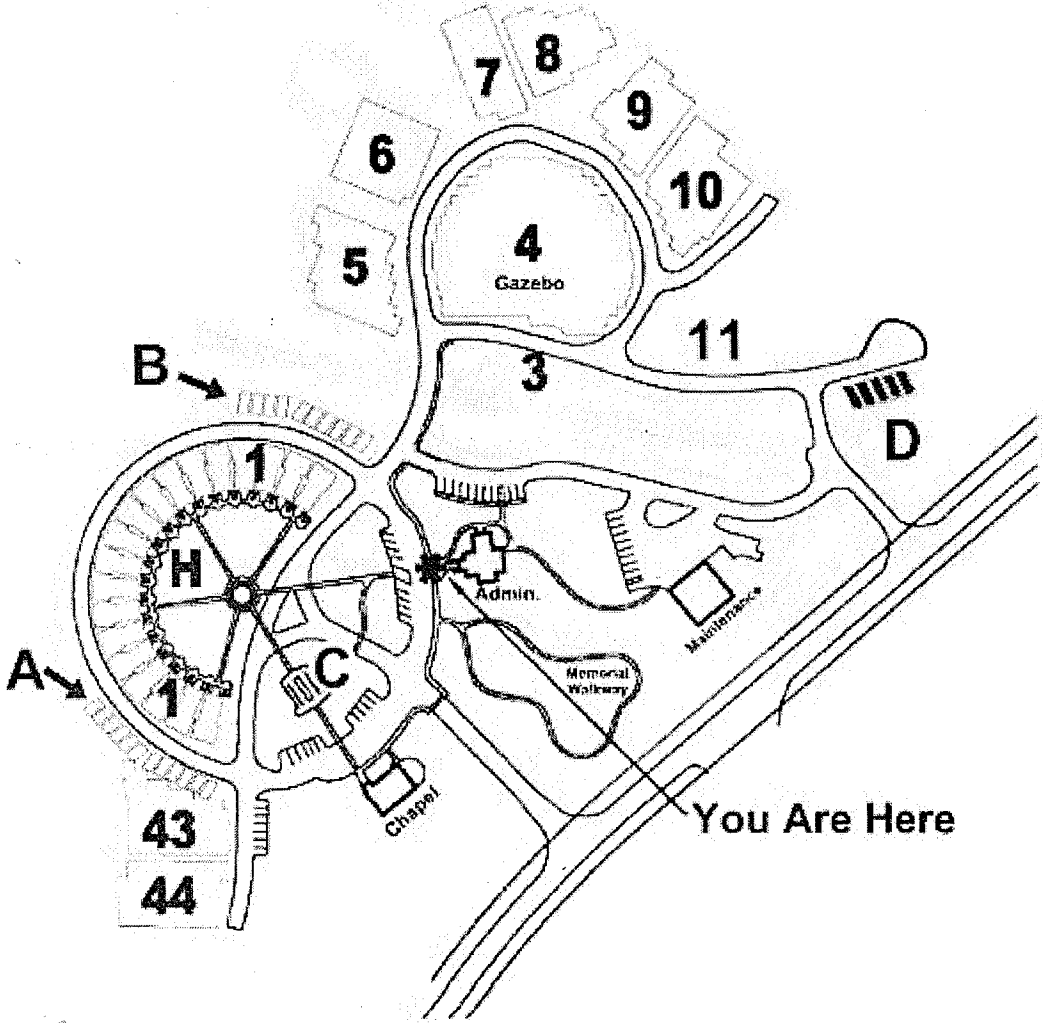 7
8
9
6
10
4
Gazebo
5
11
3
B
D
1
H
Admin.
Maintenance
A
1
C
Memorial
Walkway
You Are Here
Chapel
43
44